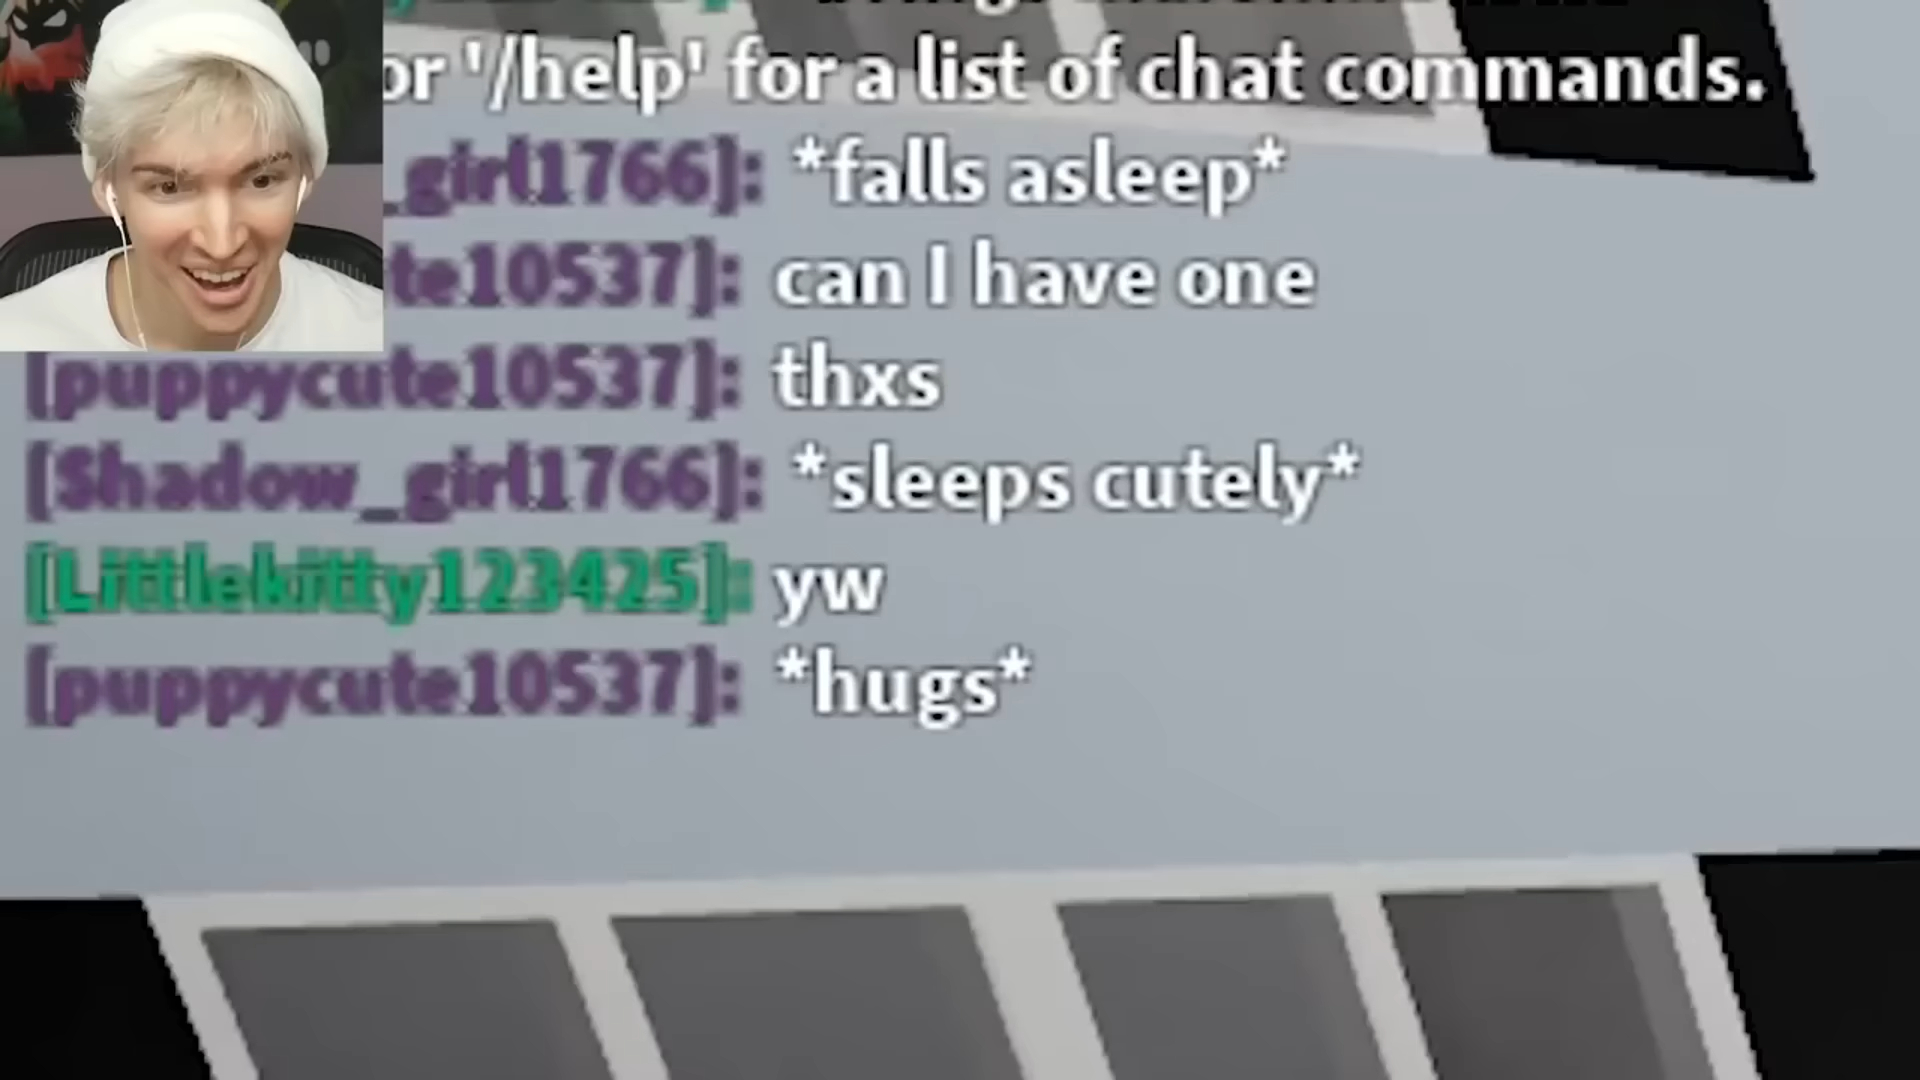 or '/help' for a list of chat commands.
_girl1766]: *falls asleep*
te10537]: can I have one
[puppycute10537]: thxs
[Shadow_girl1766]: *sleeps cutely*
[Littlekitty123425]: yw
[puppycute10537]: *hugs*